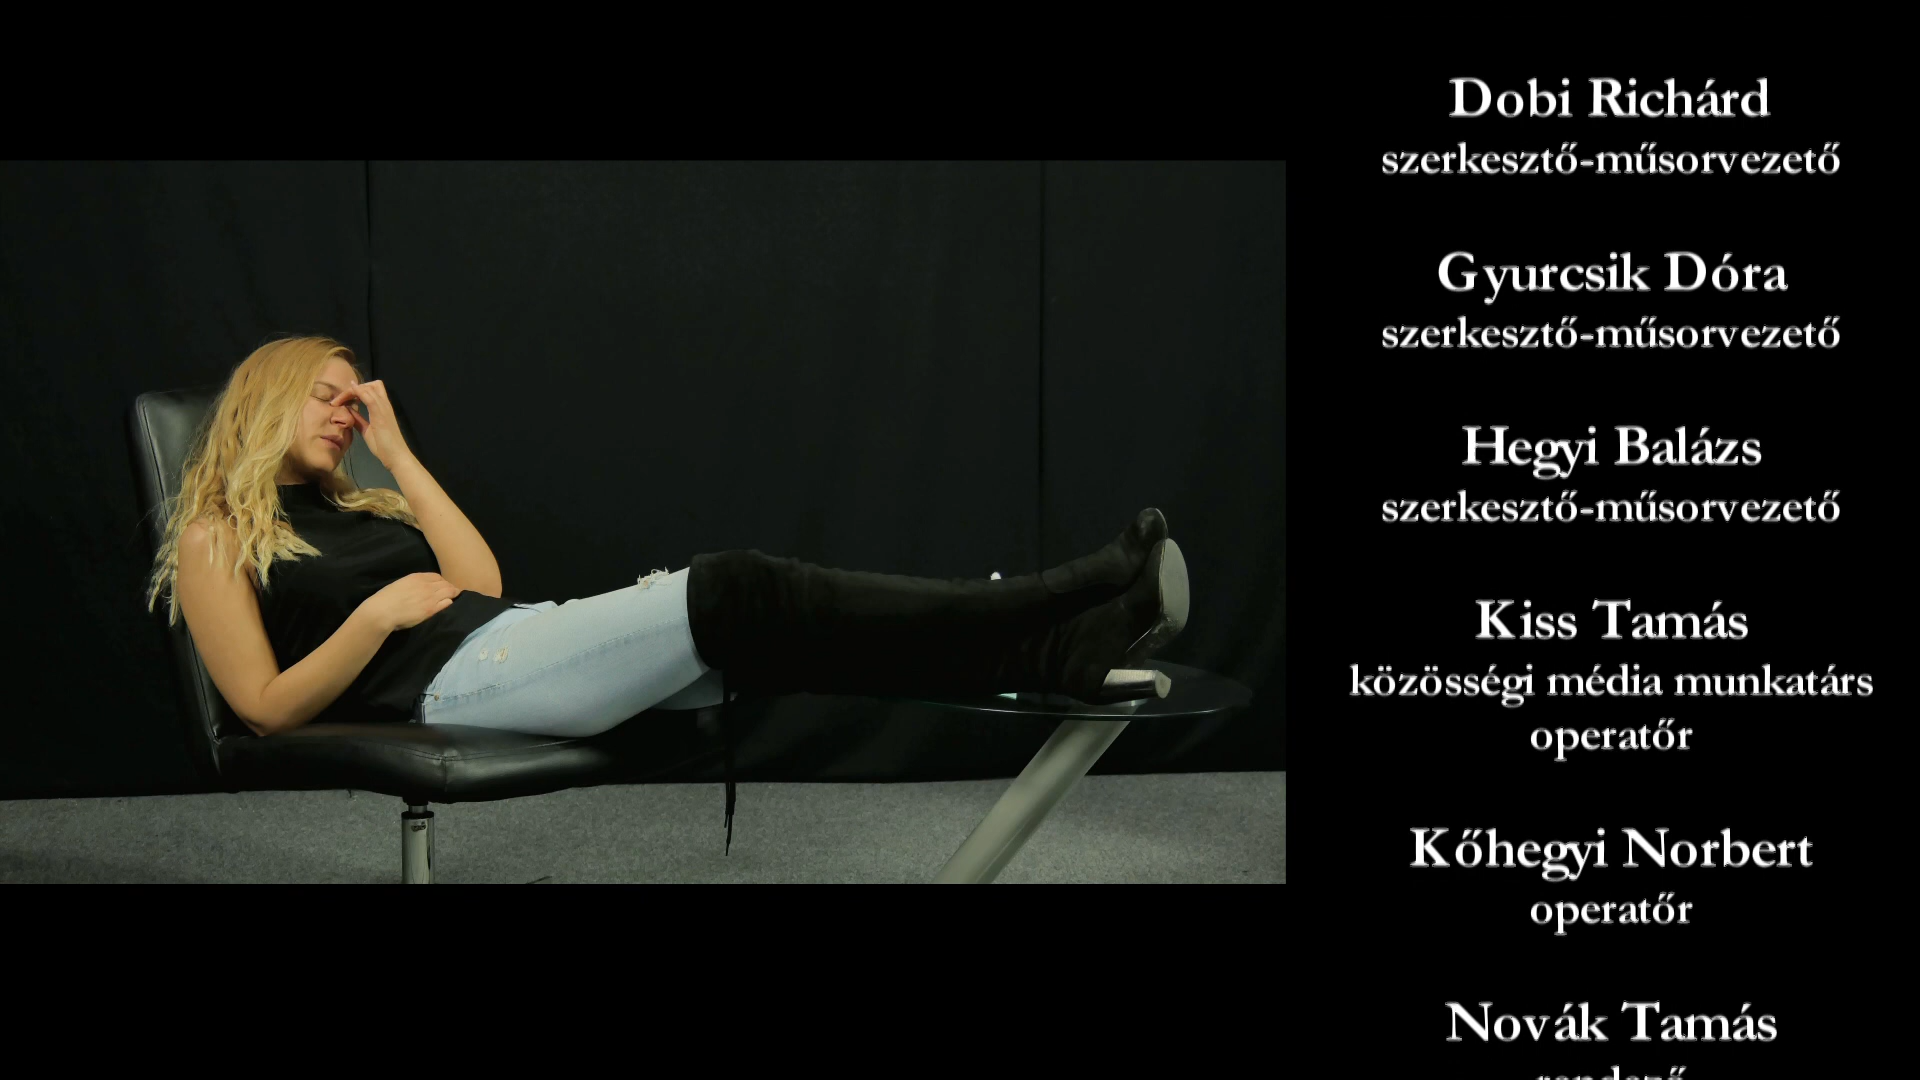 Dobi Richárd
szerkesztő-műsorvezető
Gyurcsik Dóra
szerkesztő-műsorvezető
Hegyi Balázs
szerkesztő-műsorvezető
Kiss Tamás
közösségi média munkatárs
operatőr
Kőhegyi Norbert
operatőr
Novák Tamás
rendező